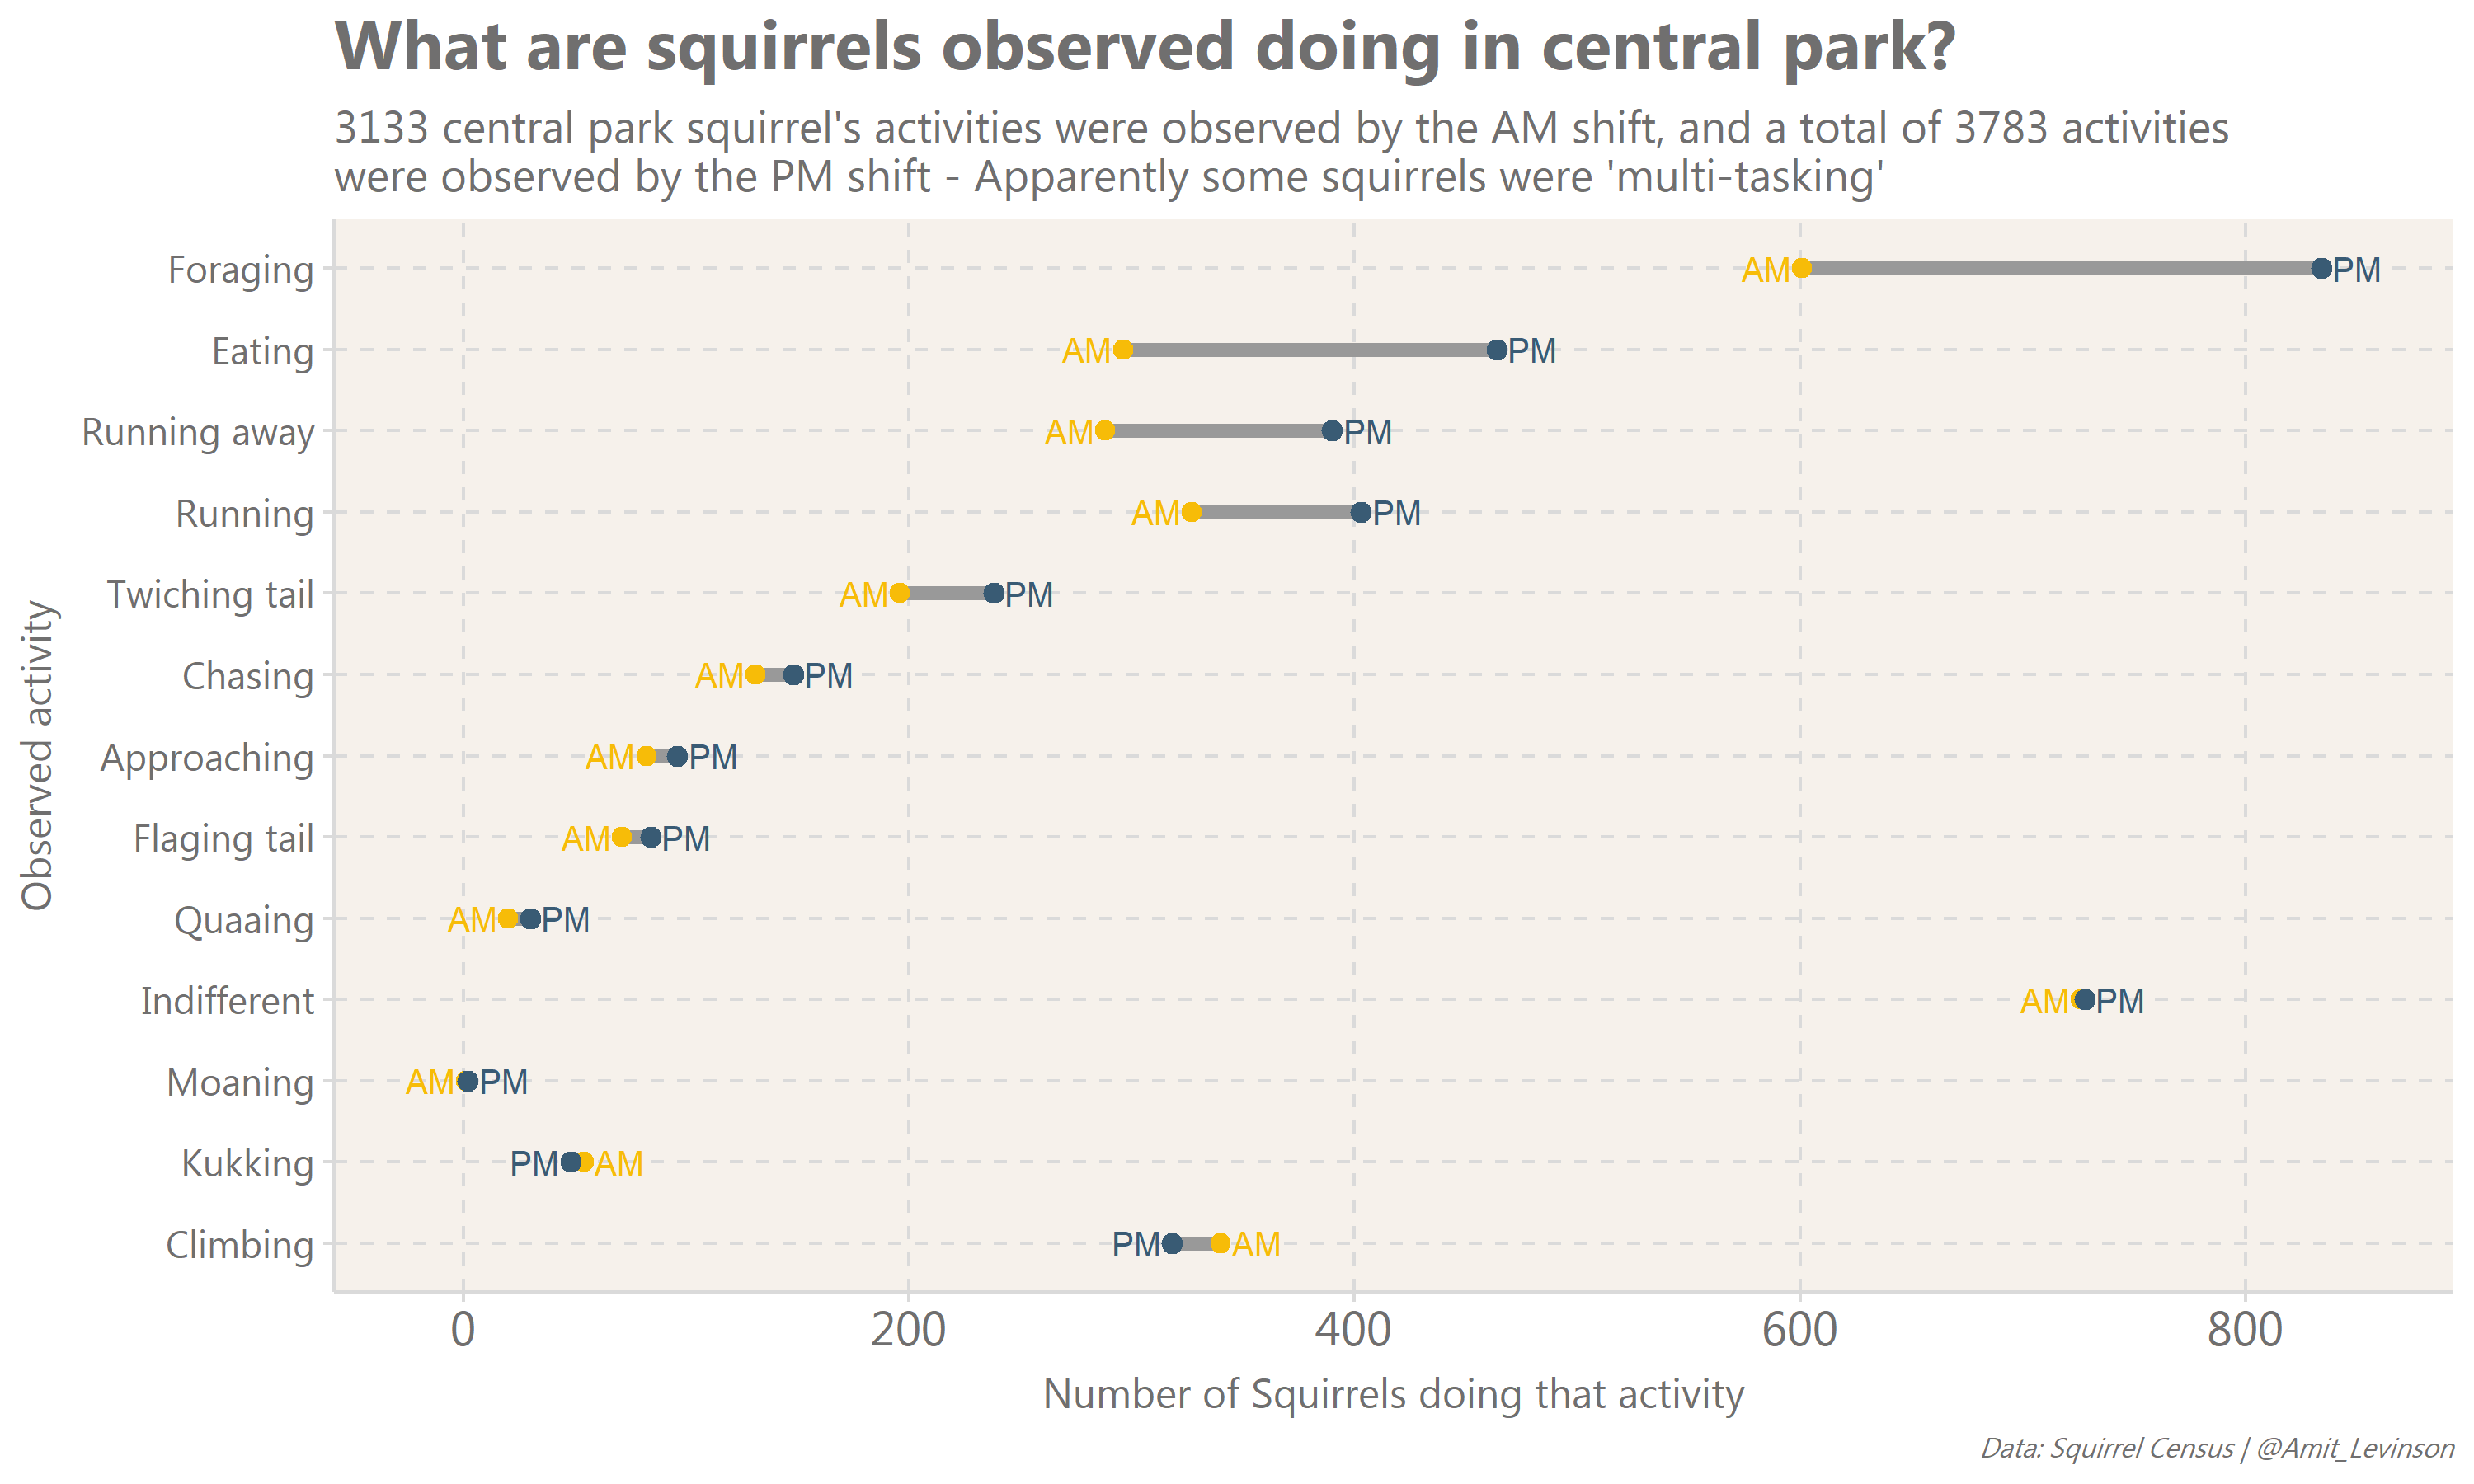 What are squirrels observed doing in central park?
3133 central park squirrel's activities were observed by the AM shift, and a total of 3783 activities
were observed by the PM shift - Apparently some squirrels were 'multi-tasking'
Observed activity
Foraging AM PM
Eating AM PM
Running away AM PM
Running AM PM
Twiching tail AM PM
Chasing AM PM
Approaching AM PM
Flaging tail AM PM
Quaaing AM PM
Indifferent AM PM
Moaning AM PM
Kukking PM AM
Climbing PM AM
0 200 400 600 800
Number of Squirrels doing that activity
Data: Squirrel Census | @Amit_Levinson